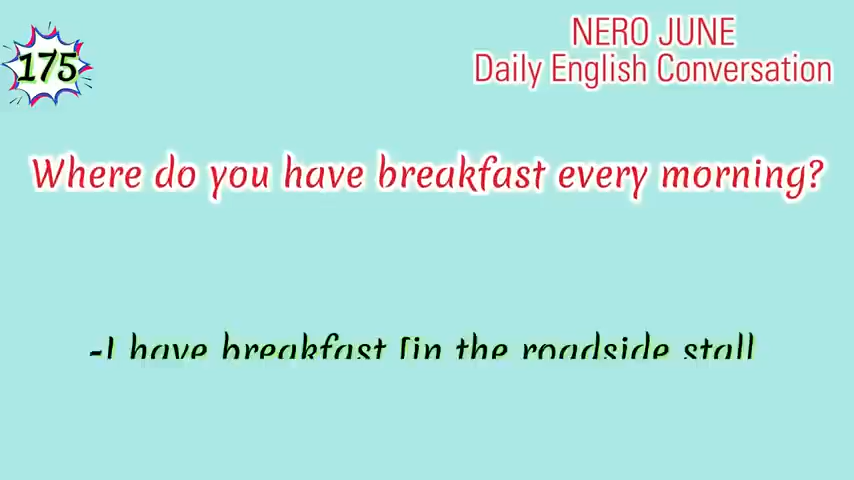 175
NERO JUNE
Daily English Conversation
Where do you have breakfast every morning?
-I have breakfast [in the roadside stall